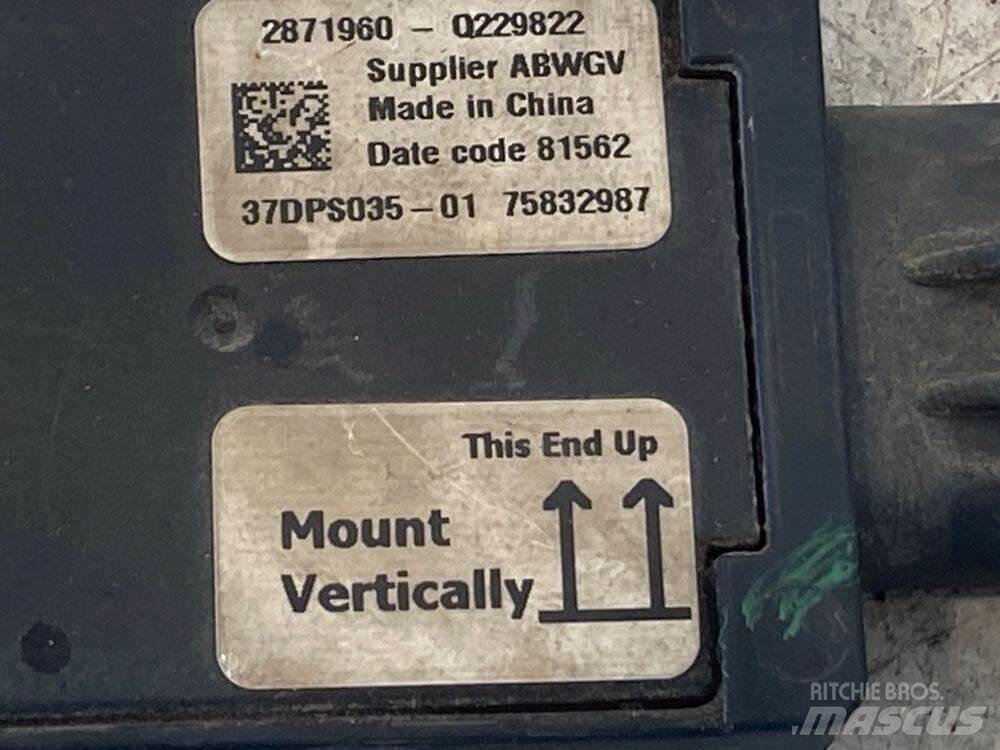 2871960 - Q229822
Supplier ABWGV
Made in China
Date code 81562
37DPS035-01 75832987
This End Up
Mount
Vertically
RITCHIE BROS.
MASCUS